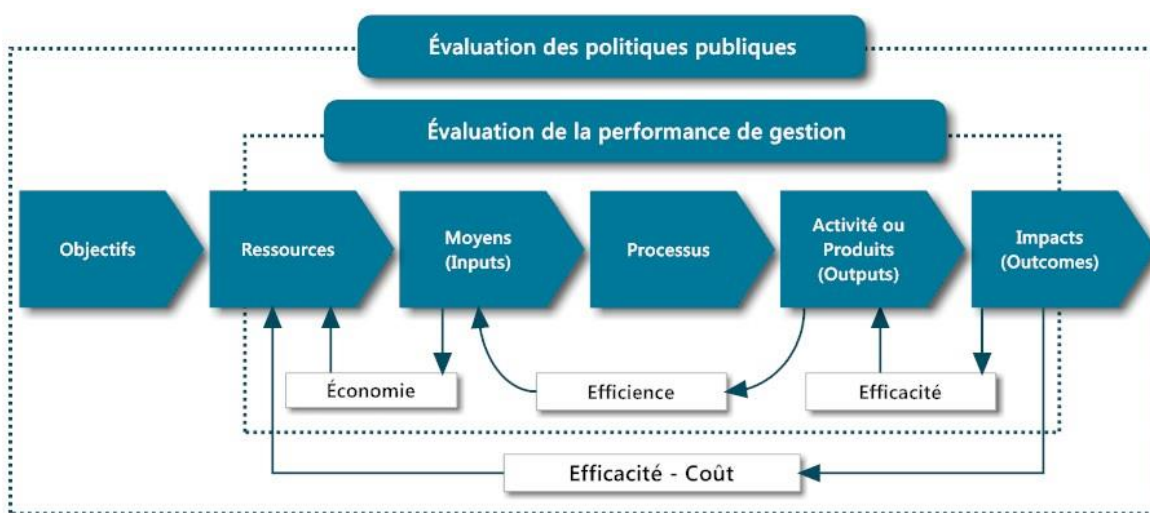 Évaluation des politiques publiques
Évaluation de la performance de gestion
Objectifs
Ressources
Moyens
(Inputs)
Processus
Activité ou
Produits
(Outputs)
Impacts
(Outcomes)
Économie
Efficience
Efficacité
Efficacité - Coût